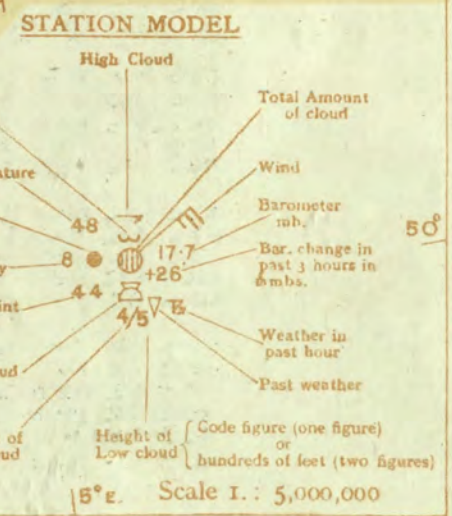 STATION MODEL
High Cloud
Total Amount
of cloud
ature
Wind
48
Barometer
mb.
50°
17.7
8
y
+26
Bar. change in
past 3 hours in
mbs.
int
44
4/5
Weather in
past hour
ud
Past weather
of
ud
Height of
Low cloud
Code figure (one figure)
or
hundreds of feet (two figures)
5°E.
Scale 1.: 5,000,000